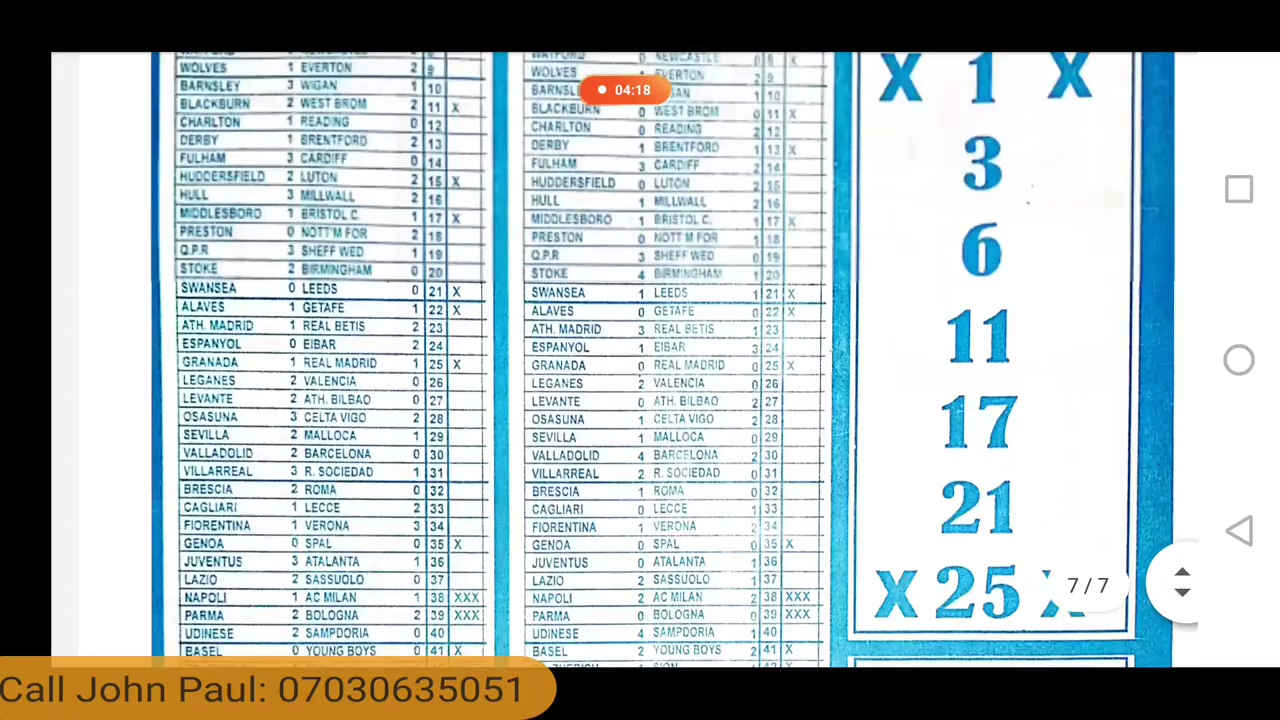 WOLVES 1 EVERTON 2 9
BARNSLEY 3 WIGAN 1 10
BLACKBURN 2 WEST BROM 2 11 X
CHARLTON 1 READING 0 12
DERBY 1 BRENTFORD 2 13
FULHAM 3 CARDIFF 0 14
HUDDERSFIELD 2 LUTON 2 15 X
HULL 3 MILLWALL 2 16
MIDDLESBORO 1 BRISTOL C. 1 17 X
PRESTON 0 NOTT'M FOR 2 18
Q.P.R 3 SHEFF WED 1 19
STOKE 2 BIRMINGHAM 0 20
SWANSEA 0 LEEDS 0 21 X
ALAVES 1 GETAFE 1 22 X
ATH. MADRID 1 REAL BETIS 2 23
ESPANYOL 0 EIBAR 2 24
GRANADA 1 REAL MADRID 1 25 X
LEGANES 2 VALENCIA 0 26
LEVANTE 2 ATH. BILBAO 0 27
OSASUNA 3 CELTA VIGO 2 28
SEVILLA 2 MALLOCA 1 29
VALLADOLID 2 BARCELONA 0 30
VILLARREAL 3 R. SOCIEDAD 1 31
BRESCIA 2 ROMA 0 32
CAGLIARI 1 LECCE 2 33
FIORENTINA 1 VERONA 3 34
GENOA 0 SPAL 0 35 X
JUVENTUS 3 ATALANTA 1 36
LAZIO 2 SASSUOLO 0 37
NAPOLI 1 AC MILAN 1 38 XXX
PARMA 2 BOLOGNA 2 39 XXX
UDINESE 2 SAMPDORIA 0 40
BASEL 0 YOUNG BOYS 0 41 X
WATFORD 0 NEWCASTLE 0 8 X
WOLVES EVERTON 2 9
04:18
1 10
BLACKBURN 0 WEST BROM 0 11 X
CHARLTON 0 READING 2 12
DERBY 1 BRENTFORD 1 13 X
FULHAM 3 CARDIFF 2 14
HUDDERSFIELD 0 LUTON 2 15
HULL 1 MILLWALL 2 16
MIDDLESBORO 1 BRISTOL C. 1 17 X
PRESTON 0 NOTT'M FOR 1 18
Q.P.R 3 SHEFF WED 0 19
STOKE 4 BIRMINGHAM 1 20
SWANSEA 1 LEEDS 1 21 X
ALAVES 0 GETAFE 0 22 X
ATH. MADRID 3 REAL BETIS 1 23
ESPANYOL 1 EIBAR 3 24
GRANADA 0 REAL MADRID 0 25 X
LEGANES 2 VALENCIA 0 26
LEVANTE 0 ATH. BILBAO 2 27
OSASUNA 1 CELTA VIGO 2 28
SEVILLA 1 MALLOCA 0 29
VALLADOLID 4 BARCELONA 2 30
VILLARREAL 2 R. SOCIEDAD 0 31
BRESCIA 1 ROMA 0 32
CAGLIARI 0 LECCE 1 33
FIORENTINA 1 VERONA 2 34
GENOA 0 SPAL 0 35 X
JUVENTUS 0 ATALANTA 1 36
LAZIO 2 SASSUOLO 1 37
NAPOLI 2 AC MILAN 2 38 XXX
PARMA 0 BOLOGNA 0 39 XXX
UDINESE 4 SAMPDORIA 1 40
BASEL 2 YOUNG BOYS 2 41 X
X 1 X
3
6
11
17
21
X 25
7/7
Call John Paul: 07030635051